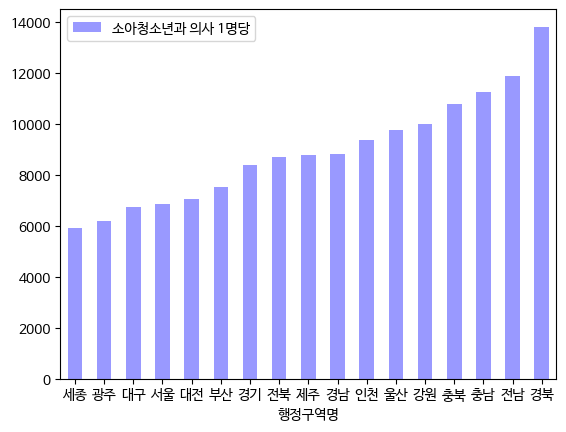 소아청소년과 의사 1명당
14000
12000
10000
8000
6000
4000
2000
0
세종 광주 대구 서울 대전 부산 경기 전북 제주 경남 인천 울산 강원 충북 충남 전남 경북
행정구역명